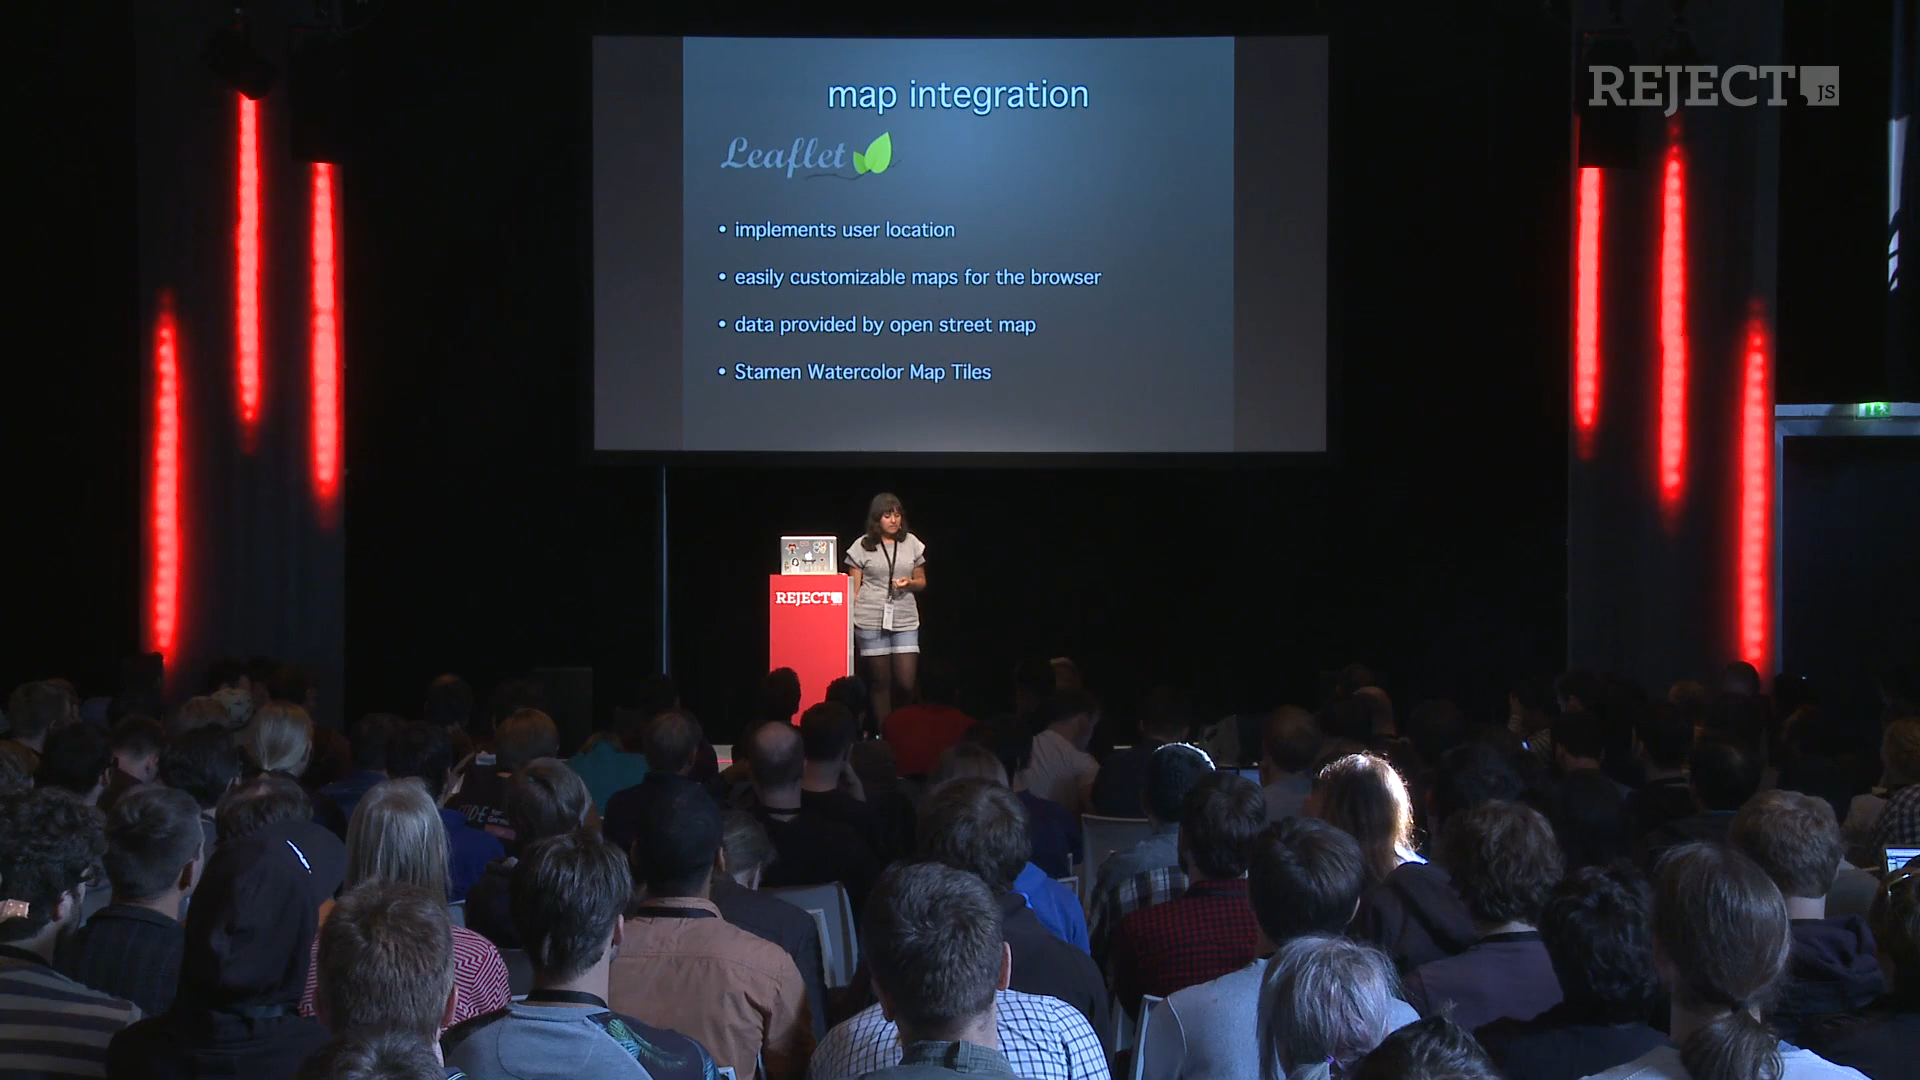 map integration
REJECT JS
Leaflet
• implements user location
• easily customizable maps for the browser
• data provided by open street map
• Stamen Watercolor Map Tiles
REJECT